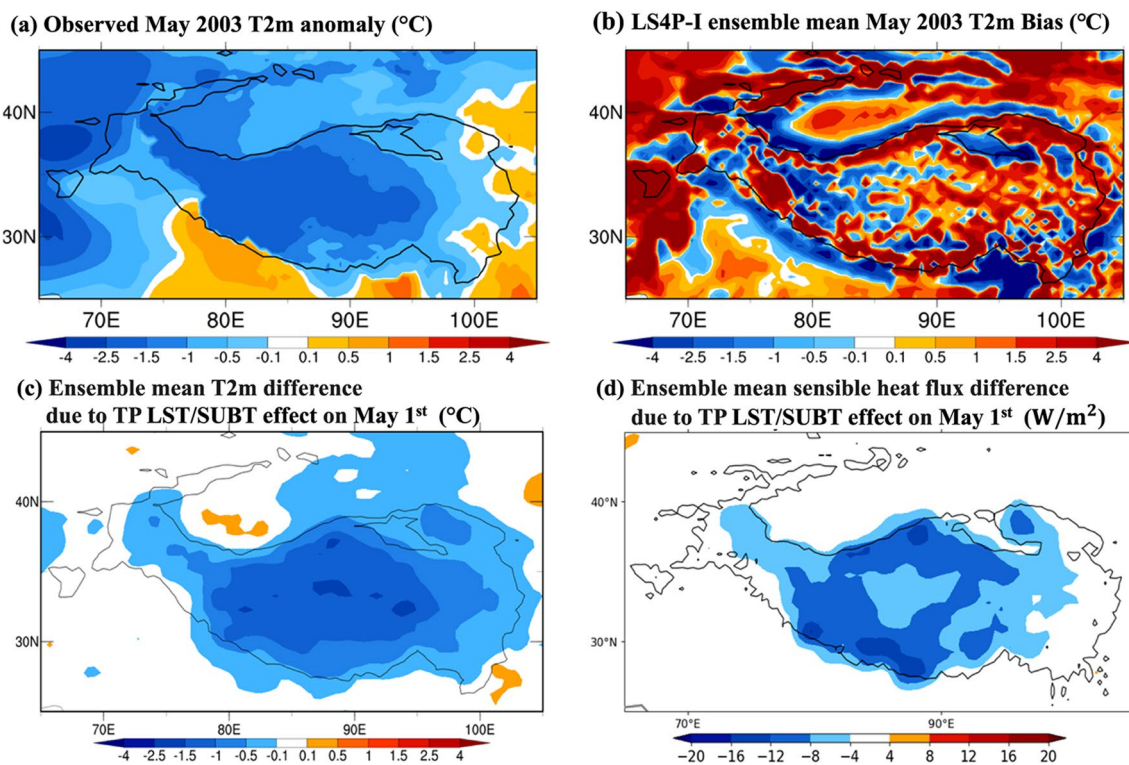 (a) Observed May 2003 T2m anomaly (°C)
(b) LS4P-I ensemble mean May 2003 T2m Bias (°C)
40N
30N
70E 80E 90E 100E
-4 -2.5 -1.5 -1 -0.5 -0.1 0.1 0.5 1 1.5 2.5 4
40N
30N
70E 80E 90E 100E
-4 -2.5 -1.5 -1 -0.5 -0.1 0.1 0.5 1 1.5 2.5 4
(c) Ensemble mean T2m difference
due to TP LST/SUBT effect on May 1st (°C)
(d) Ensemble mean sensible heat flux difference
due to TP LST/SUBT effect on May 1st (W/m²)
40N
30N
70E 80E 90E 100E
-4 -2.5 -1.5 -1 -0.5 -0.1 0.1 0.5 1 1.5 2.5 4
40°N
30°N
70°E 90°E
−20 −16 −12 −8 −4 4 8 12 16 20